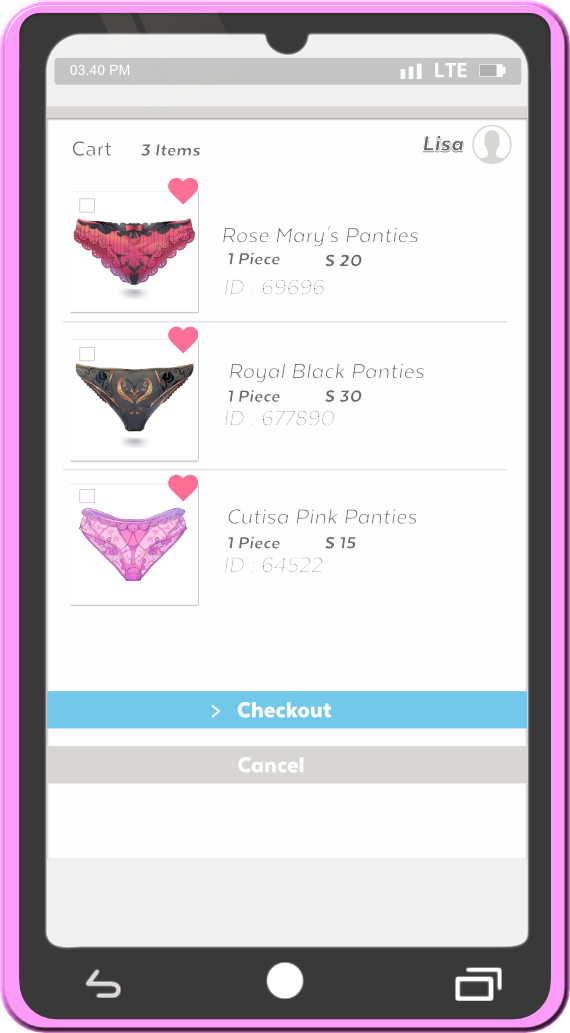 03.40 PM LTE
Cart 3 Items Lisa
Rose Mary's Panties
1 Piece $ 20
ID : 69696
Royal Black Panties
1 Piece $ 30
ID : 677890
Cutisa Pink Panties
1 Piece $ 15
ID : 64522
> Checkout
Cancel